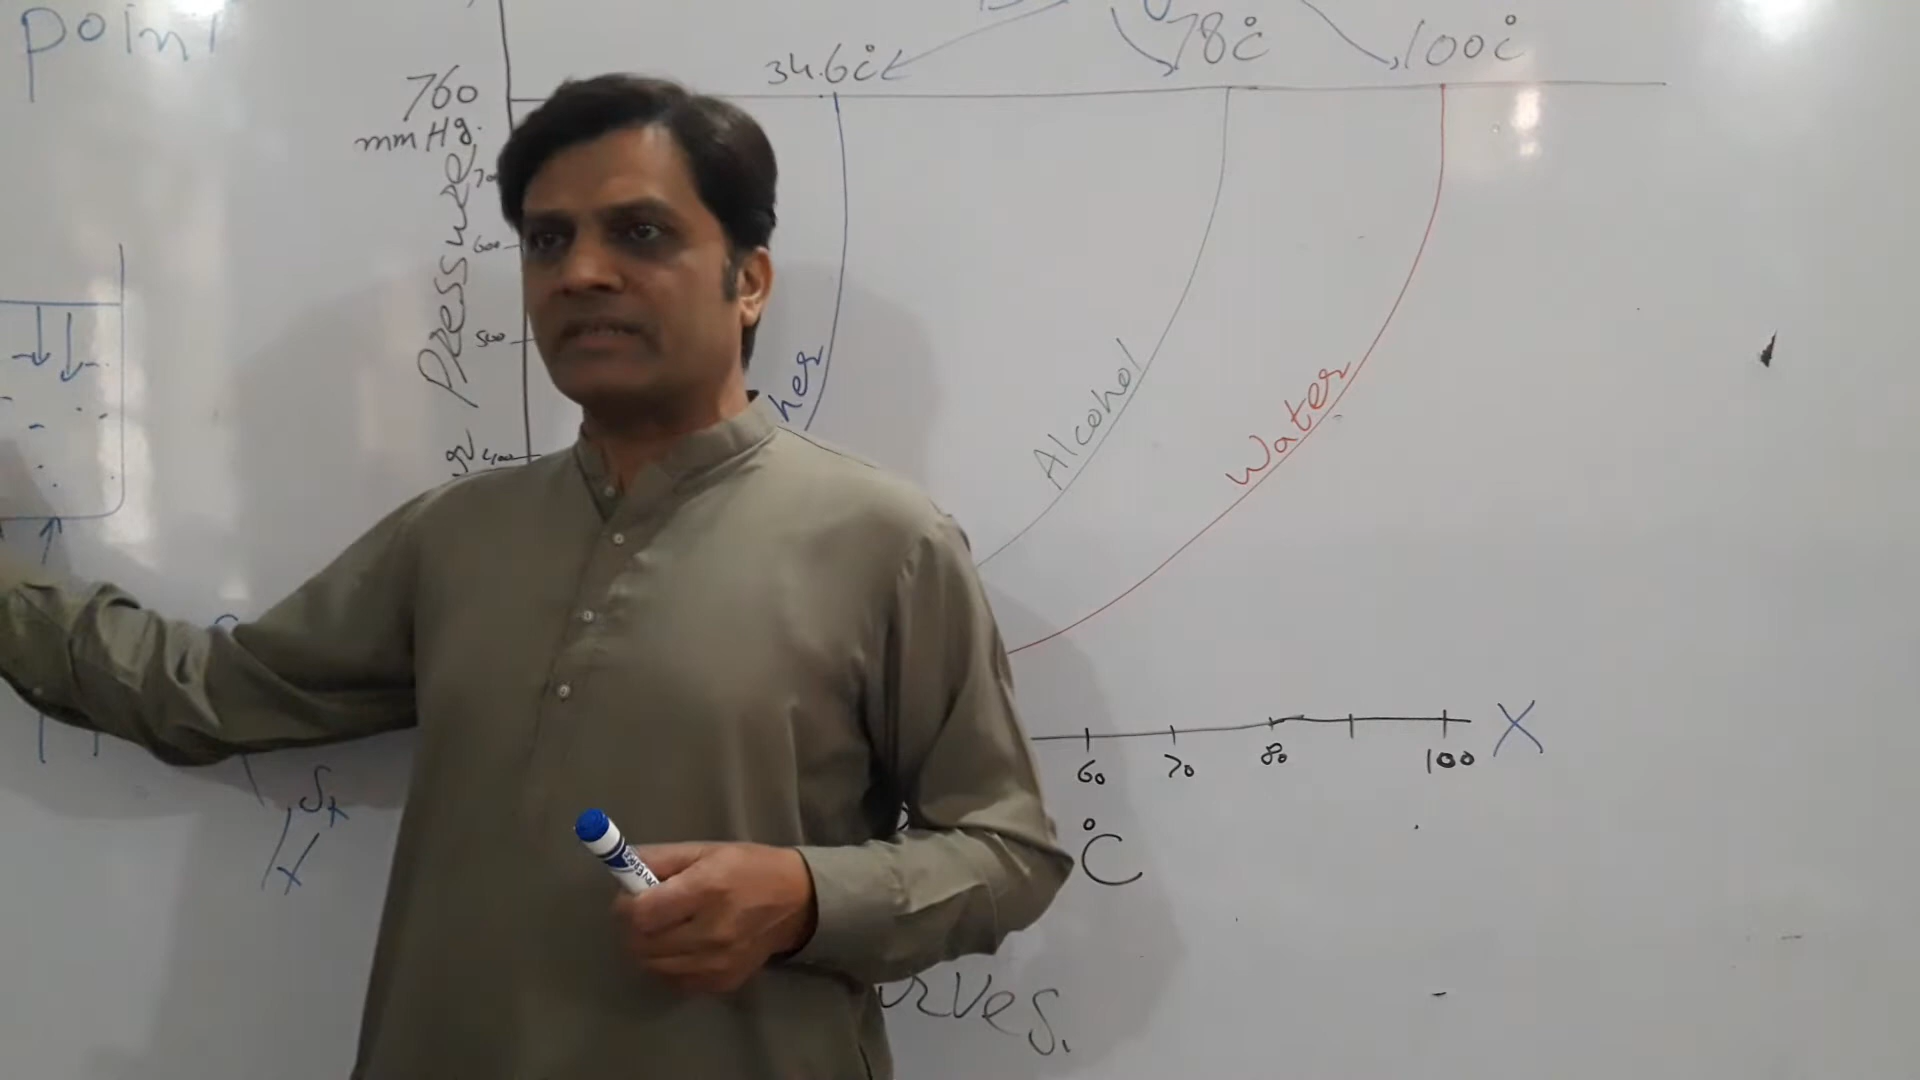 point
34.6°C
78°C
100°C
760
mm Hg.
Pressure
700
600
500
400
her
Alcohol
Water
60
70
80
100
X
°C
urves.